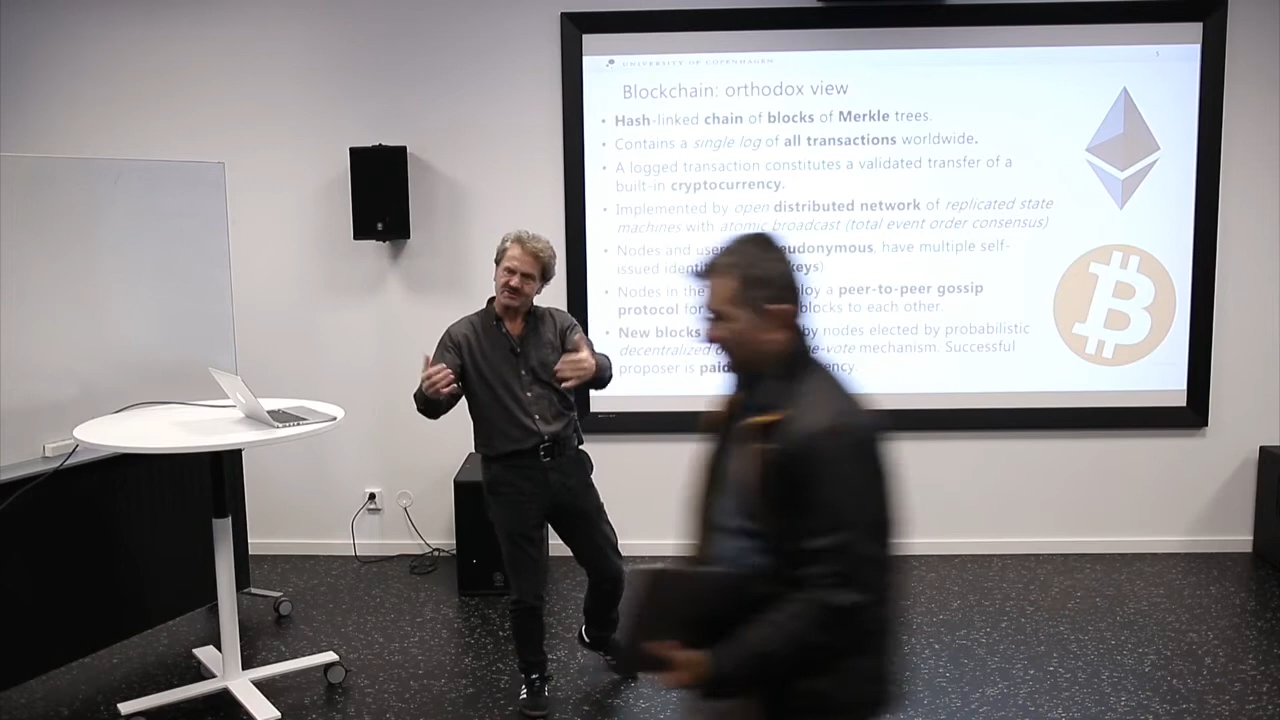 UNIVERSITY OF COPENHAGEN
5
Blockchain: orthodox view
• Hash-linked chain of blocks of Merkle trees.
• Contains a single log of all transactions worldwide.
• A logged transaction constitutes a validated transfer of a
built-in cryptocurrency.
• Implemented by open distributed network of replicated state
machines with atomic broadcast (total event order consensus)
• Nodes and pseudonymous, have multiple self-
issued keys)
• Nodes in the a peer-to-peer gossip
protocol for blocks to each other.
• New blocks by nodes elected by probabilistic
decentralized mechanism. Successful
proposer is paid